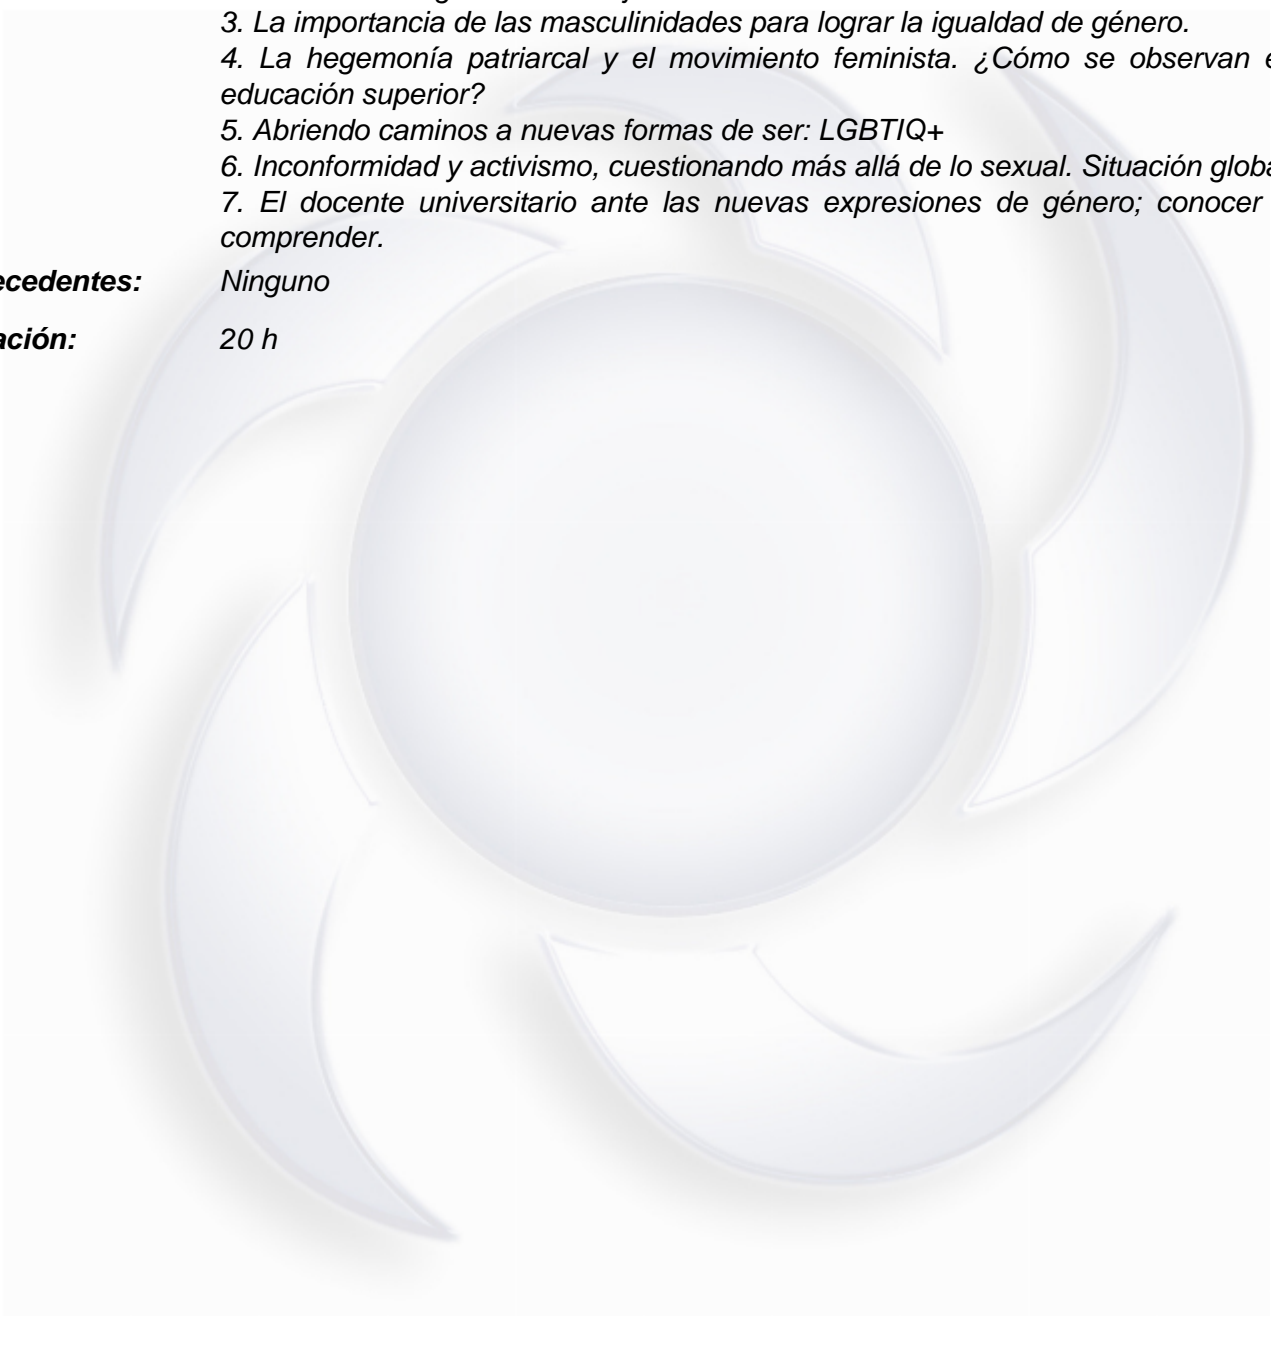 3. La importancia de las masculinidades para lograr la igualdad de género.
4. La hegemonía patriarcal y el movimiento feminista. ¿Cómo se observan
educación superior?
5. Abriendo caminos a nuevas formas de ser: LGBTIQ+
6. Inconformidad y activismo, cuestionando más allá de lo sexual. Situación
7. El docente universitario ante las nuevas expresiones de género; conocer
comprender.
Ninguno
20 h